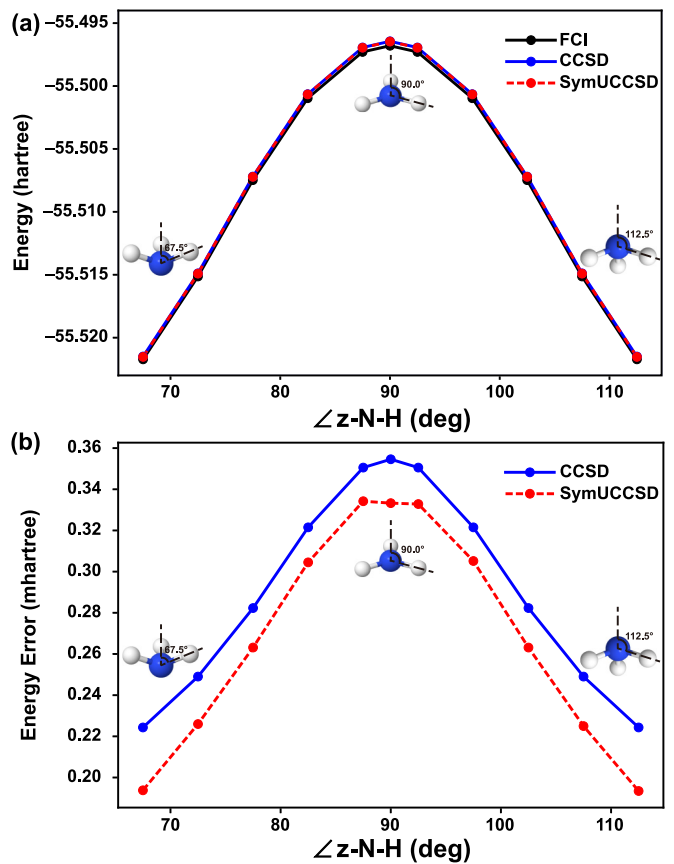 (a)
−55.495
−55.500
−55.505
−55.510
−55.515
−55.520
Energy (hartree)
FCI
CCSD
SymUCCSD
90.0°
67.5°
112.5°
70
80
90
100
110
∠z-N-H (deg)
(b)
0.36
0.34
0.32
0.30
0.28
0.26
0.24
0.22
0.20
Energy Error (mhartree)
CCSD
SymUCCSD
90.0°
67.5°
112.5°
70
80
90
100
110
∠z-N-H (deg)